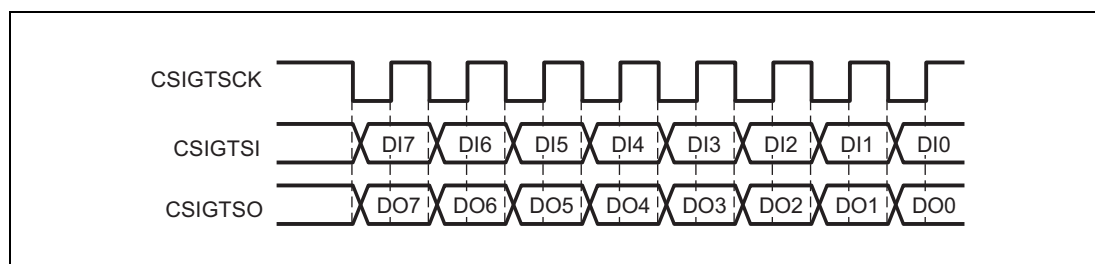 CSIGTSCK
CSIGTSI DI7 DI6 DI5 DI4 DI3 DI2 DI1 DI0
CSIGTSO DO7 DO6 DO5 DO4 DO3 DO2 DO1 DO0